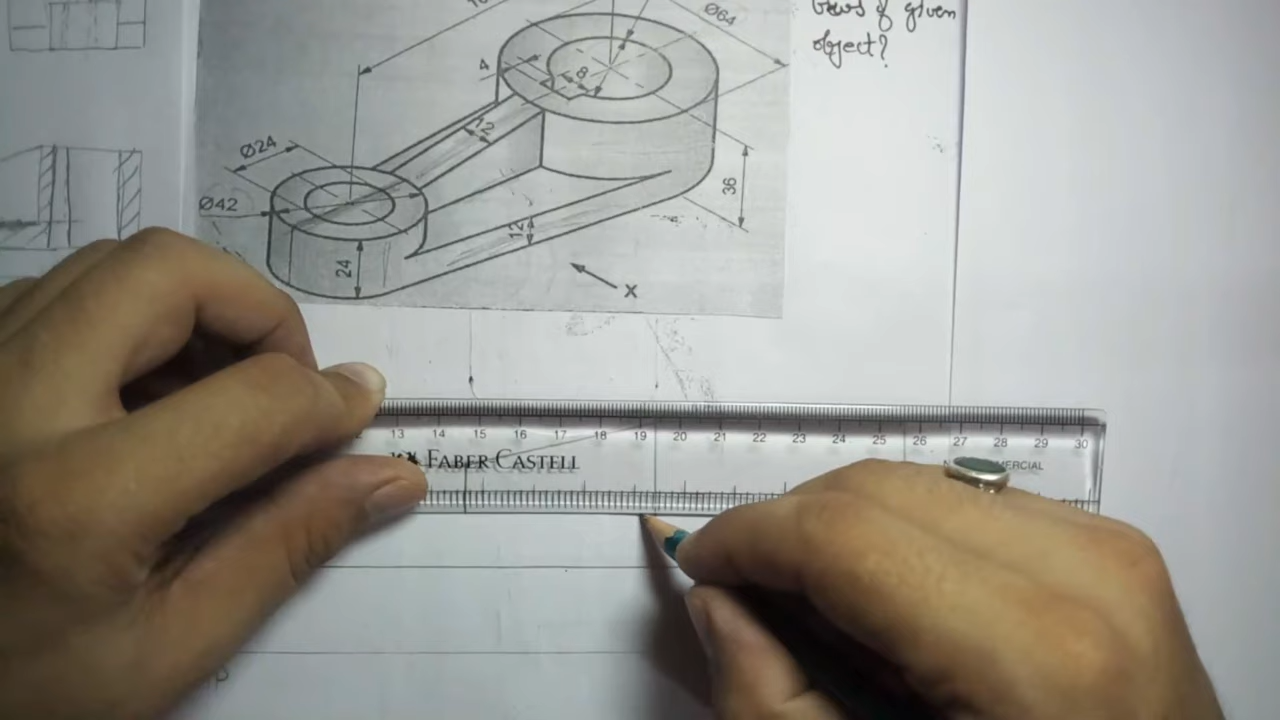 Ø64
views of given
object?
4
8
12
Ø24
36
Ø42
12
24
X
13 14 15 16 17 18 19 20 21 22 23 24 25 26 27 28 29 30
FABER-CASTELL
P